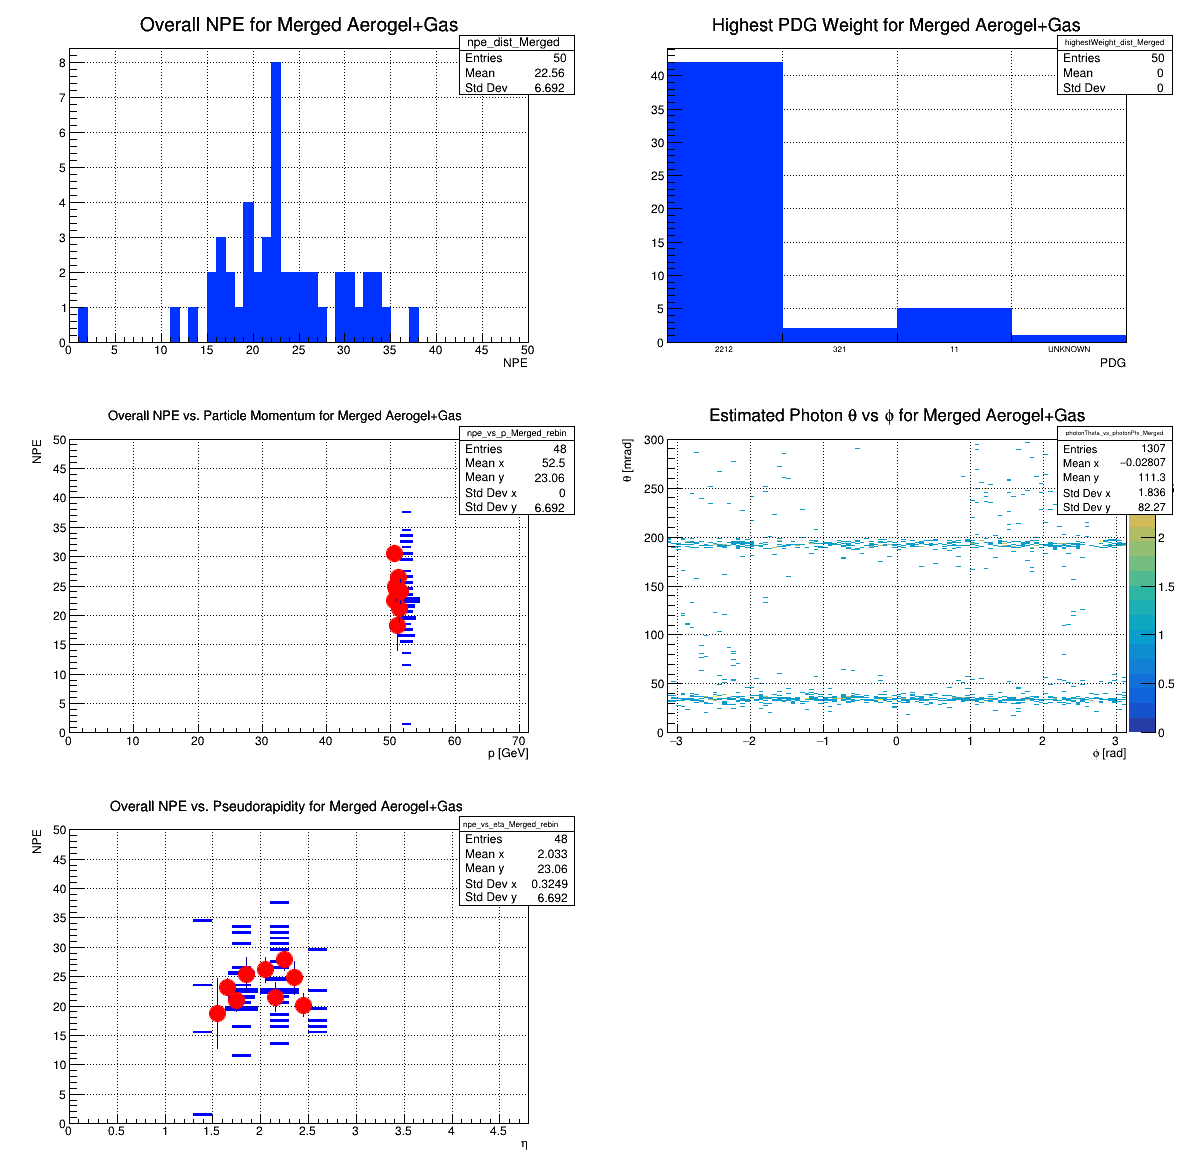 Overall NPE for Merged Aerogel+Gas
npe_dist_Merged
Entries 50
Mean 22.56
Std Dev 6.692
8
7
6
5
4
3
2
1
0
0 5 10 15 20 25 30 35 40 45 50
NPE
Highest PDG Weight for Merged Aerogel+Gas
highestWeight_dist_Merged
Entries 50
Mean 0
Std Dev 0
40
35
30
25
20
15
10
5
0
2212 321 11 UNKNOWN
PDG
Overall NPE vs. Particle Momentum for Merged Aerogel+Gas
npe_vs_p_Merged_rebin
Entries 48
Mean x 52.5
Mean y 23.06
Std Dev x 0
Std Dev y 6.692
NPE
50
45
40
35
30
25
20
15
10
5
0
0 10 20 30 40 50 60 70
p [GeV]
Estimated Photon θ vs ϕ for Merged Aerogel+Gas
photonTheta_vs_photonPhi_Merged
Entries 1307
Mean x −0.02807
Mean y 111.3
Std Dev x 1.836
Std Dev y 82.27
θ [mrad]
300
250
200
150
100
50
0
−3 −2 −1 0 1 2 3
ϕ [rad]
2
1.5
1
0.5
0
Overall NPE vs. Pseudorapidity for Merged Aerogel+Gas
npe_vs_eta_Merged_rebin
Entries 48
Mean x 2.033
Mean y 23.06
Std Dev x 0.3249
Std Dev y 6.692
NPE
50
45
40
35
30
25
20
15
10
5
0
0 0.5 1 1.5 2 2.5 3 3.5 4 4.5
η